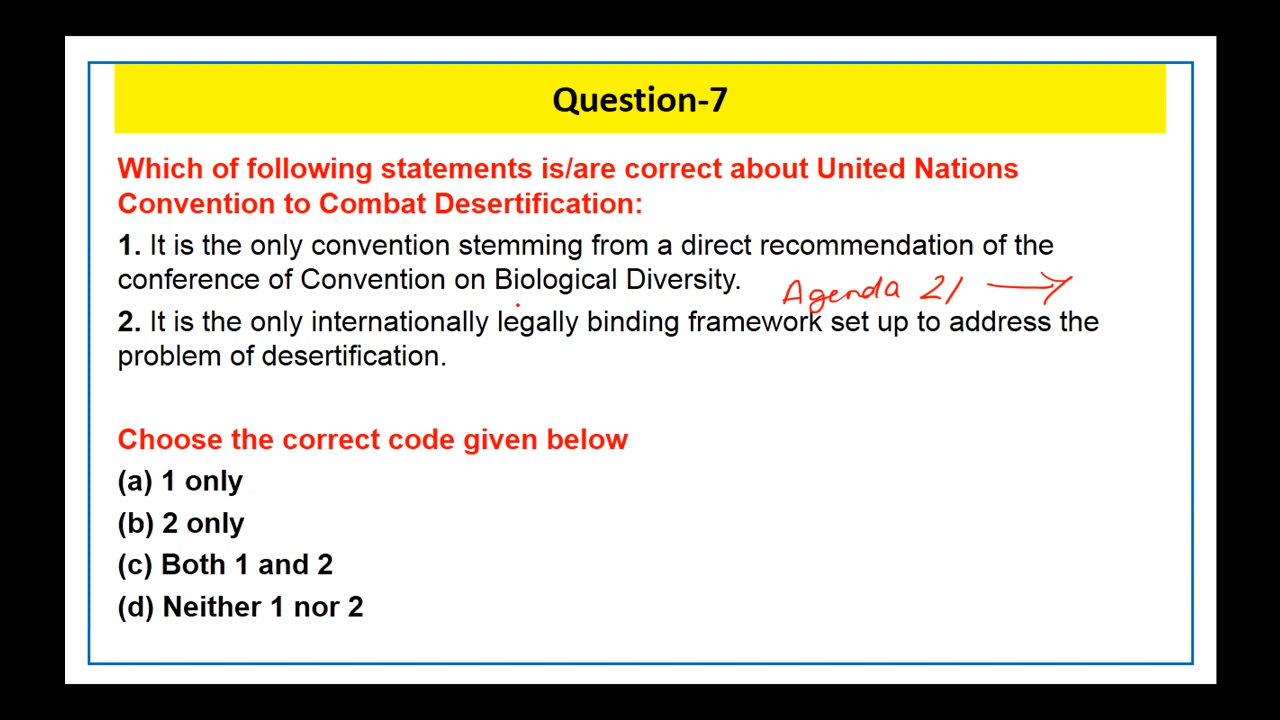 Question-7
Which of following statements is/are correct about United Nations
Convention to Combat Desertification:
1. It is the only convention stemming from a direct recommendation of the
conference of Convention on Biological Diversity.
Agenda 21
2. It is the only internationally legally binding framework set up to address the
problem of desertification.
Choose the correct code given below
(a) 1 only
(b) 2 only
(c) Both 1 and 2
(d) Neither 1 nor 2